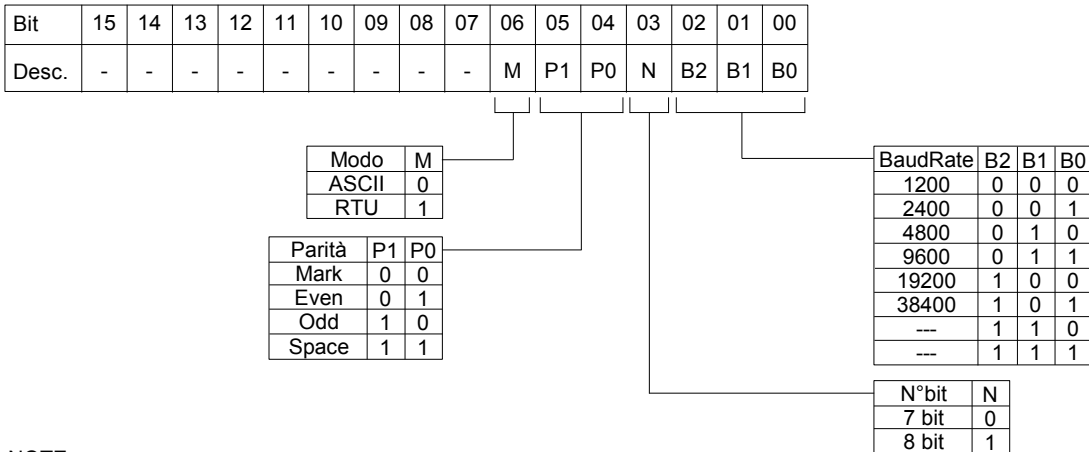 Bit 15 14 13 12 11 10 09 08 07 06 05 04 03 02 01 00
Desc. - - - - - - - - - M P1 P0 N B2 B1 B0
Modo M
ASCII 0
RTU 1
Parità P1 P0
Mark 0 0
Even 0 1
Odd 1 0
Space 1 1
BaudRate B2 B1 B0
1200 0 0 0
2400 0 0 1
4800 0 1 0
9600 0 1 1
19200 1 0 0
38400 1 0 1
--- 1 1 0
--- 1 1 1
N°bit N
7 bit 0
8 bit 1